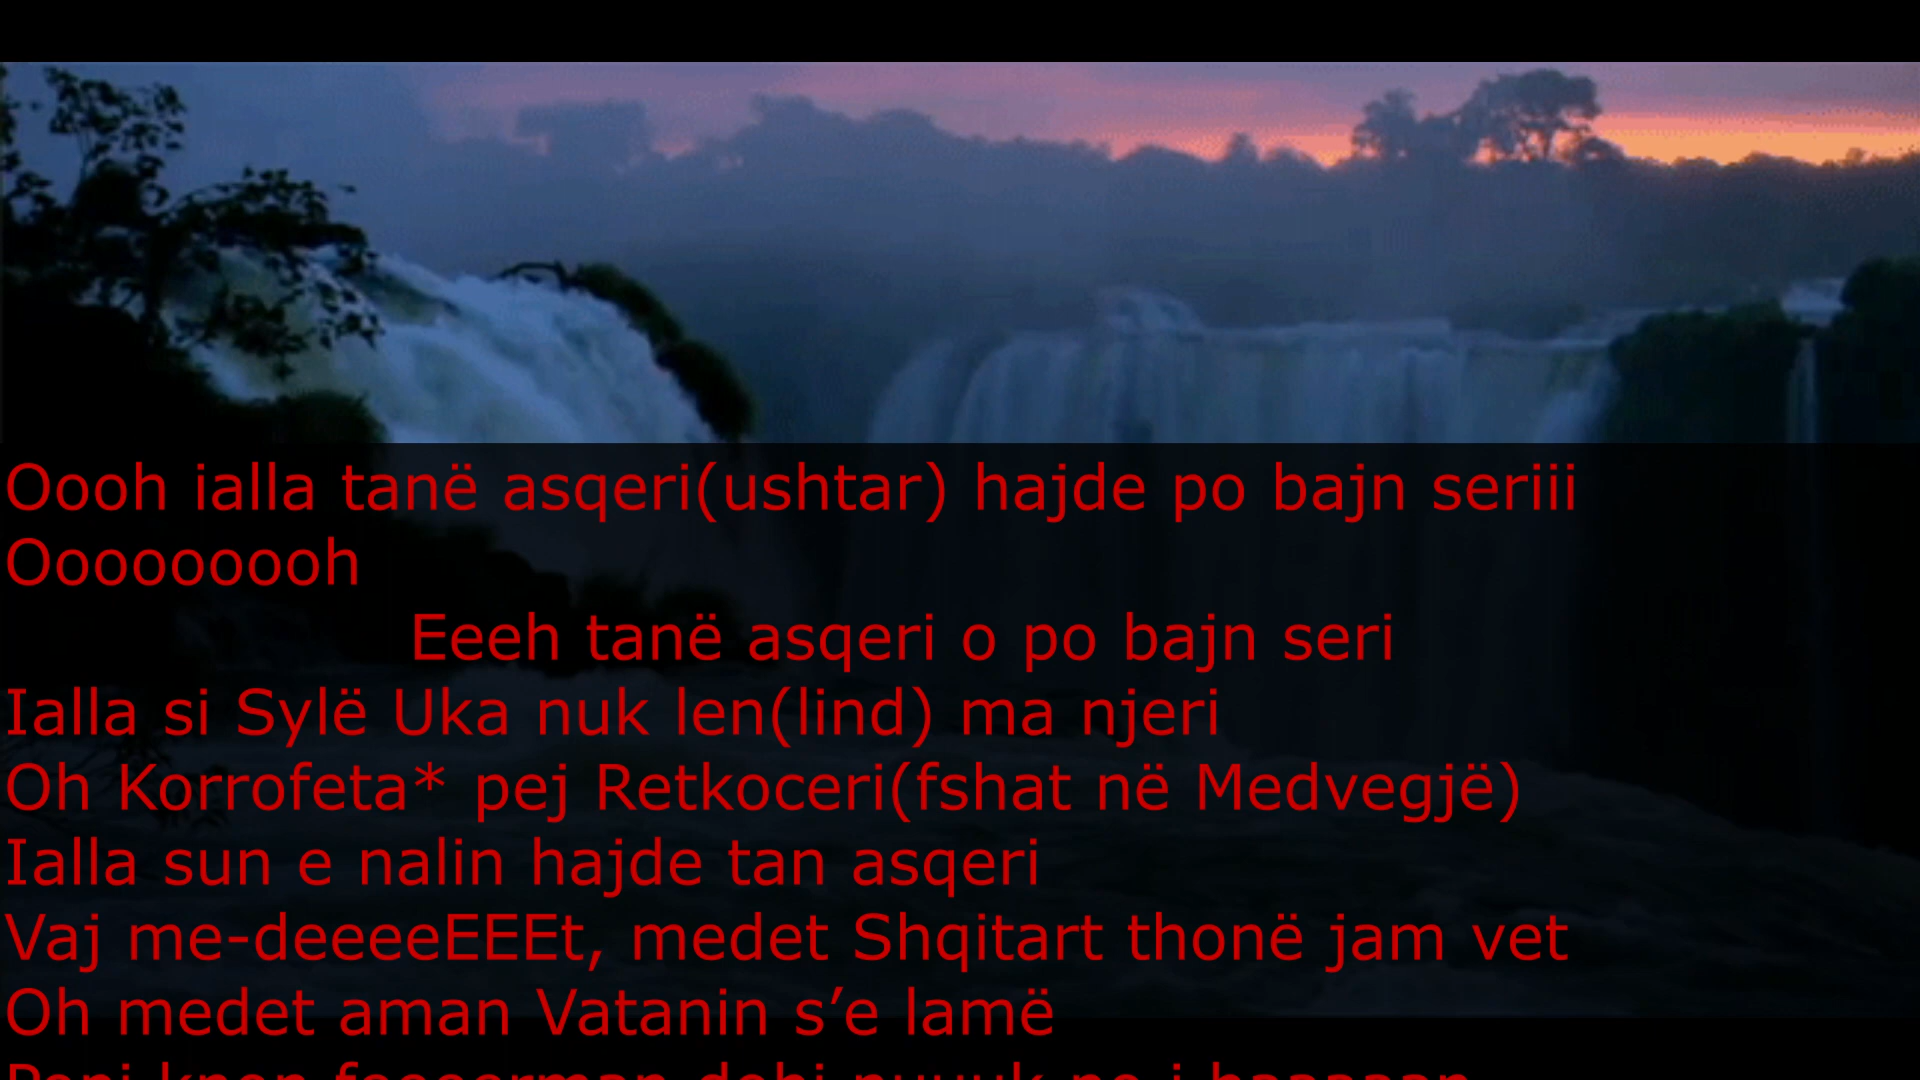 Oooh ialla tanë asqeri(ushtar) hajde po bajn seriii
Oooooooooh
Eeeh tanë asqeri o po bajn seri
Ialla si Sylë Uka nuk len(lind) ma njeri
Oh Korrofeta* pej Retkoceri(fshat në Medvegjë)
Ialla sun e nalin hajde tan asqeri
Vaj me-deeeeEEEt, medet Shqitart thonë jam vet
Oh medet aman Vatanin s’e lamë